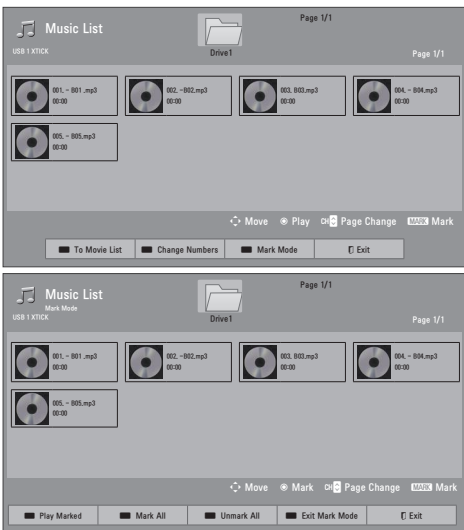 Music List
Page 1/1
USB 1 XTICK
Drive1
Page 1/1
001. - B01 .mp3
00:00
002. -B02.mp3
00:00
003. B03.mp3
00:00
004. - B04.mp3
00:00
005. - B05.mp3
00:00
Move Play CH Page Change MARK Mark
To Movie List Change Numbers Mark Mode Exit
Music List
Mark Mode
Page 1/1
USB 1 XTICK
Drive1
Page 1/1
001. - B01 .mp3
00:00
002. -B02.mp3
00:00
003. B03.mp3
00:00
004. - B04.mp3
00:00
005. - B05.mp3
00:00
Move Mark CH Page Change MARK Mark
Play Marked Mark All Unmark All Exit Mark Mode Exit